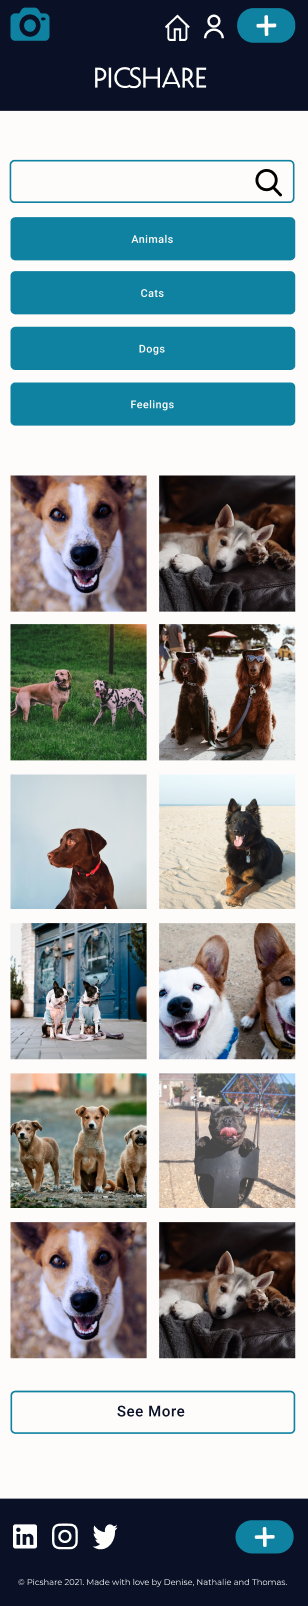 PICSHARE
Animals
Cats
Dogs
Feelings
See More
© Picshare 2021. Made with love by Denise, Nathalie and Thomas.